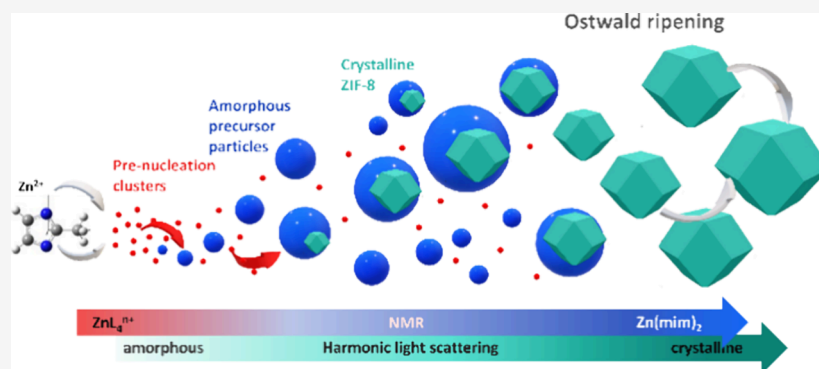 Ostwald ripening
Crystalline
ZIF-8
Amorphous
precursor
particles
Pre-nucleation
clusters
Zn²⁺
ZnL₄ⁿ⁺
NMR
Zn(mim)₂
amorphous
Harmonic light scattering
crystalline